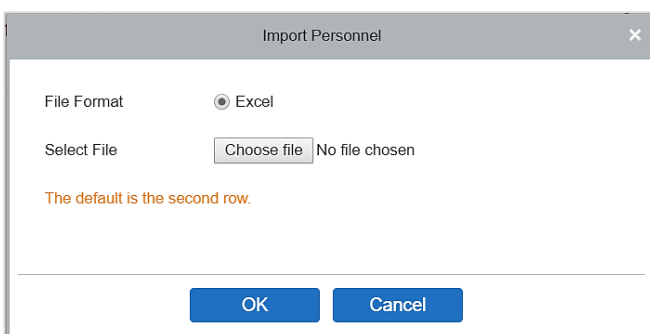 Import Personnel ×
File Format Excel
Select File Choose file No file chosen
The default is the second row.
OK Cancel